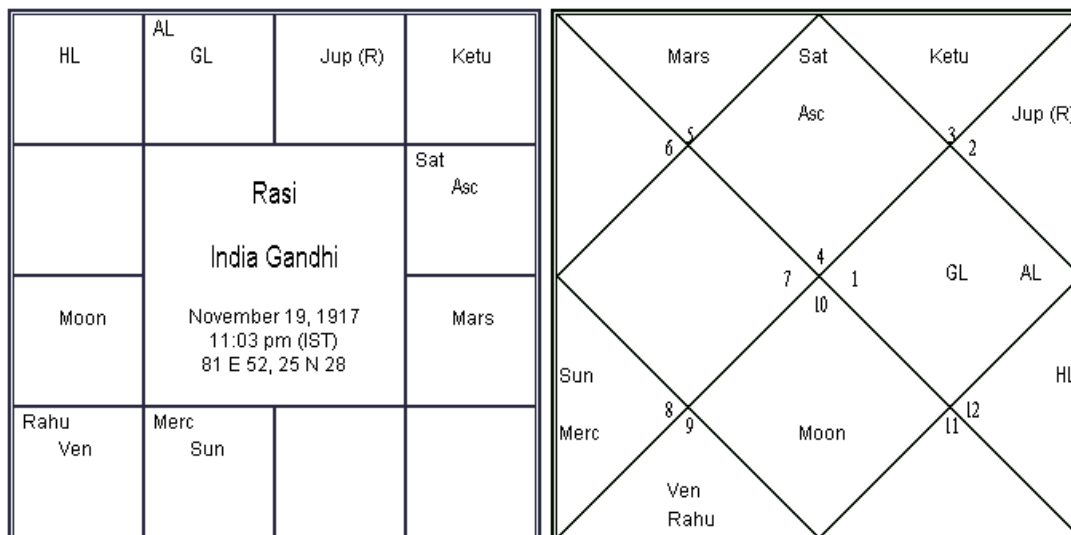 HL
AL
GL
Jup (R)
Ketu
Sat
Asc
Rasi
India Gandhi
November 19, 1917
11:03 pm (IST)
81 E 52, 25 N 28
Moon
Mars
Rahu
Ven
Merc
Sun
Mars
Sat
Ketu
Asc
Jup (R)
5
3
6
2
4
GL
AL
7
1
10
Sun
HL
8
12
Merc
9
Moon
11
Ven
Rahu